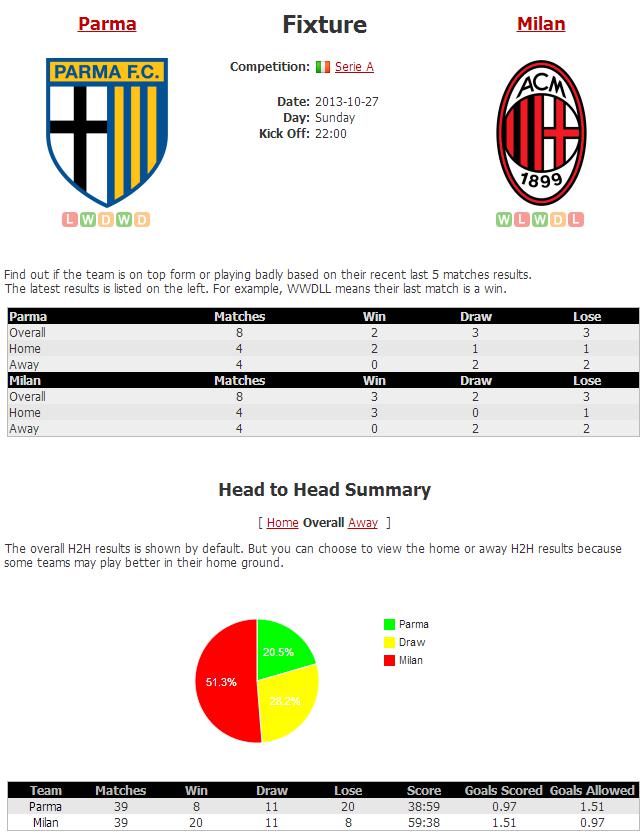 Parma
Fixture
Milan
PARMA F.C.
ACM
1899
Competition: Serie A
Date: 2013-10-27
Day: Sunday
Kick Off: 22:00
L W D W D
W L W D L
Find out if the team is on top form or playing badly based on their recent last 5 matches results.
The latest results is listed on the left. For example, WWDLL means their last match is a win.
Parma Matches Win Draw Lose
Overall 8 2 3 3
Home 4 2 1 1
Away 4 0 2 2
Milan Matches Win Draw Lose
Overall 8 3 2 3
Home 4 3 0 1
Away 4 0 2 2
Head to Head Summary
[ Home Overall Away ]
The overall H2H results is shown by default. But you can choose to view the home or away H2H results because
some teams may play better in their home ground.
20.5%
28.2%
51.3%
Parma
Draw
Milan
Team Matches Win Draw Lose Score Goals Scored Goals Allowed
Parma 39 8 11 20 38:59 0.97 1.51
Milan 39 20 11 8 59:38 1.51 0.97